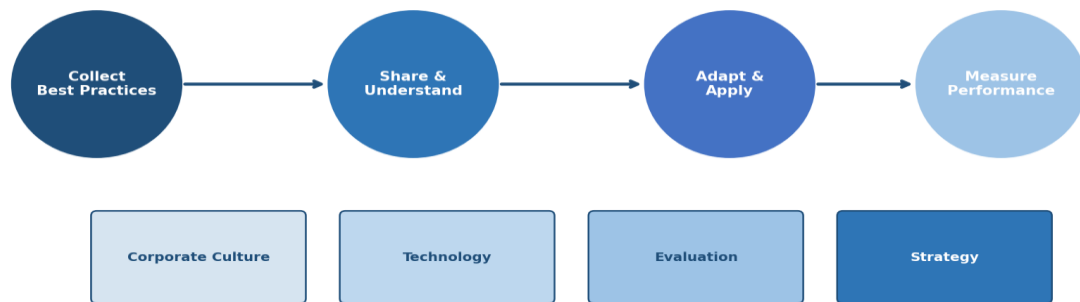 Collect
Best Practices
Share &
Understand
Adapt &
Apply
Measure
Performance
Corporate Culture
Technology
Evaluation
Strategy